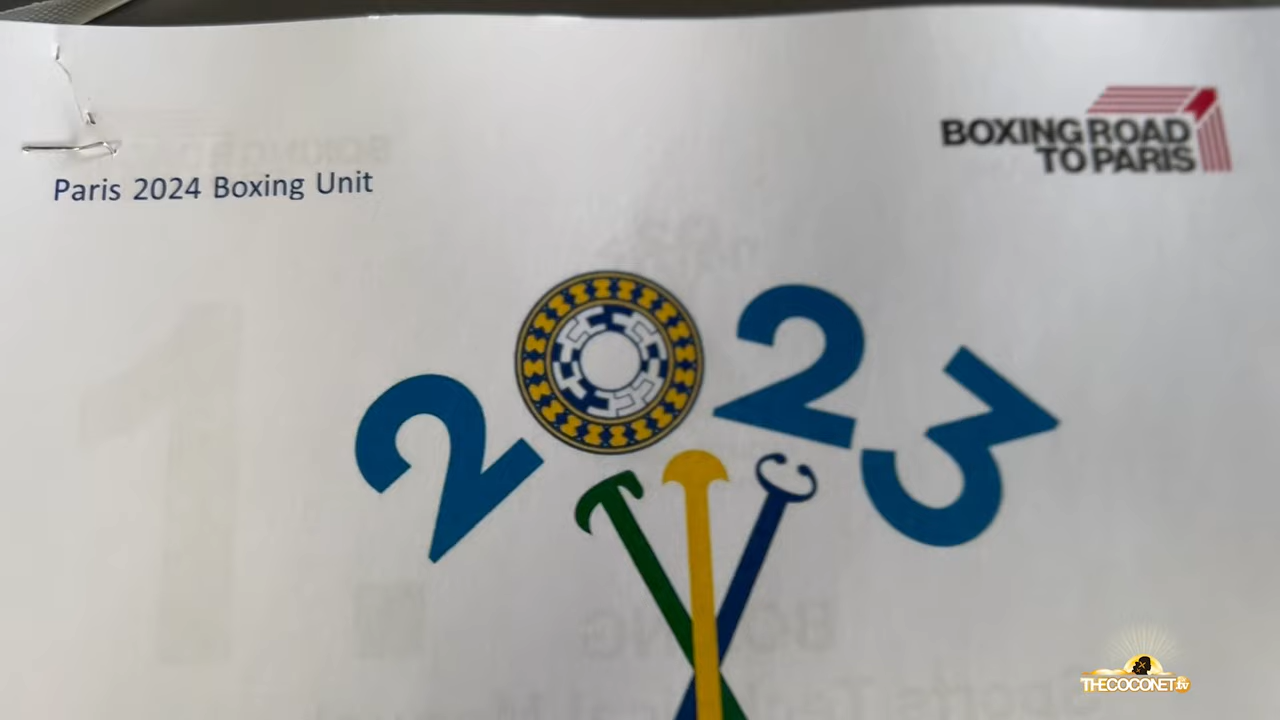 Paris 2024 Boxing Unit
BOXING ROAD
TO PARIS
2023
THECOCONET.tv